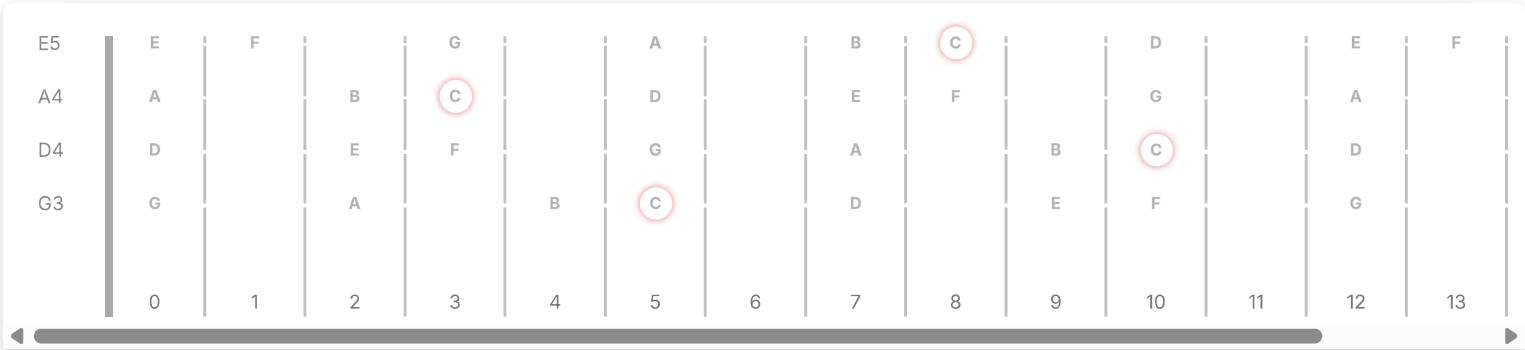 E5 E F G A B C D E F
A4 A B C D E F G A
D4 D E F G A B C D
G3 G A B C D E F G
0 1 2 3 4 5 6 7 8 9 10 11 12 13